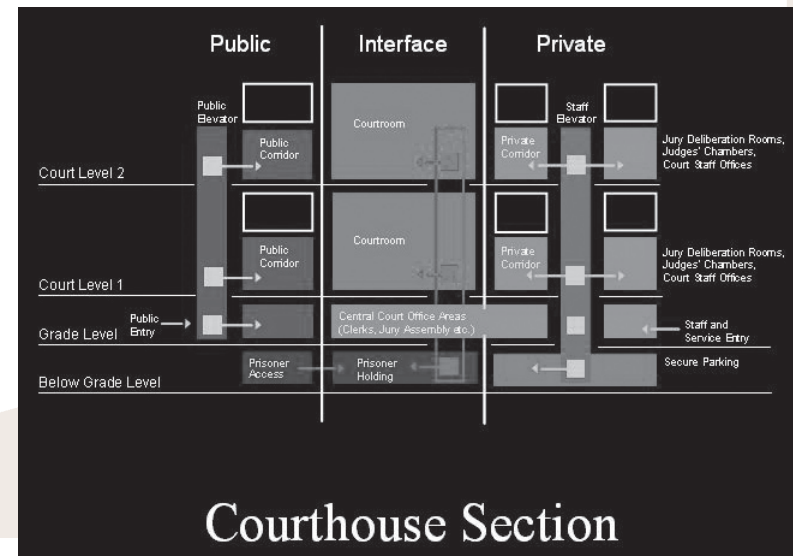 Public
Interface
Private
Public
Elevator
Staff
Elevator
Public
Corridor
Courtroom
Private
Corridor
Jury Deliberation Rooms,
Judges' Chambers,
Court Staff Offices
Court Level 2
Public
Corridor
Courtroom
Private
Corridor
Jury Deliberation Rooms,
Judges' Chambers,
Court Staff Offices
Court Level 1
Public
Entry
Central Court Office Areas
(Clerks, Jury Assembly etc.)
Staff and
Service Entry
Grade Level
Prisoner
Access
Prisoner
Holding
Secure Parking
Below Grade Level
Courthouse Section